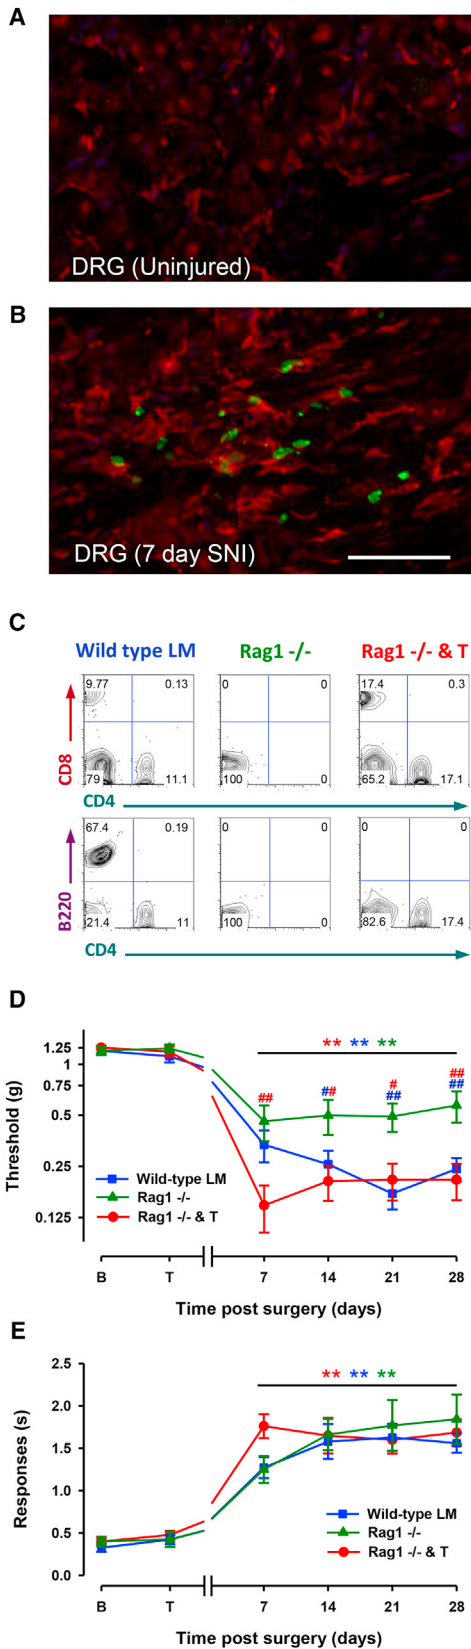 A
DRG (Uninjured)
B
DRG (7 day SNI)
C
Wild type LM Rag1 -/- Rag1 -/- & T
9.77 0.13 0 0 17.4 0.3
CD8
79 11.1 100 0 65.2 17.1
CD4
67.4 0.19 0 0 0 0
B220
21.4 11 100 0 82.6 17.4
CD4
D
** ** **
1.25
1
0.75
0.5
0.25
0.125
Threshold (g)
## ## # ##
## ##
Wild-type LM
Rag1 -/-
Rag1 -/- & T
B T 7 14 21 28
Time post surgery (days)
E
** ** **
2.5
2.0
1.5
1.0
0.5
0.0
Responses (s)
Wild-type LM
Rag1 -/-
Rag1 -/- & T
B T 7 14 21 28
Time post surgery (days)